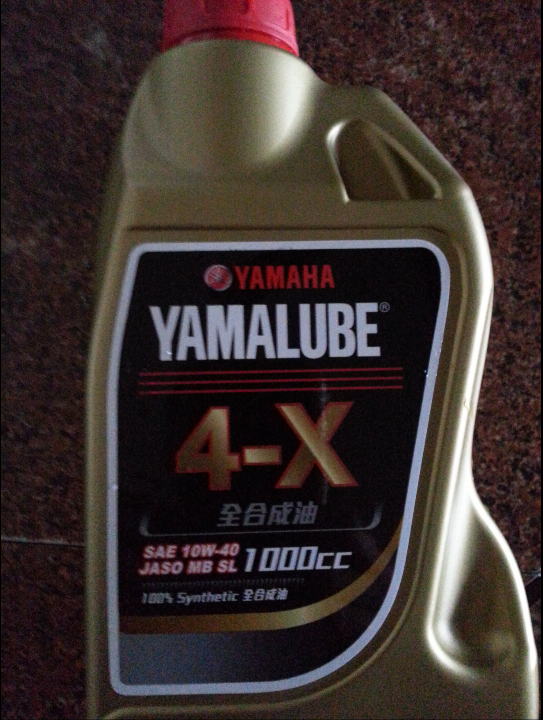 YAMAHA
YAMALUBE®
4-X
全合成油
SAE 10W-40
JASO MB SL 1000cc
100% Synthetic 全合成油